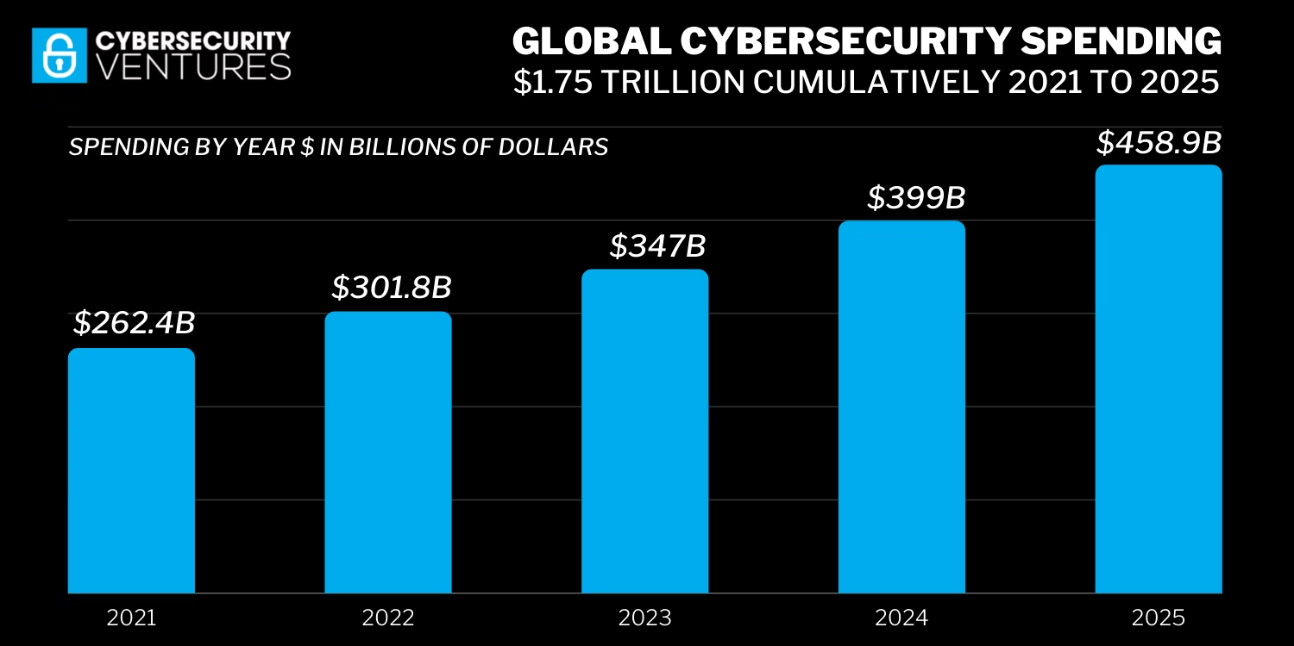 CYBERSECURITY
VENTURES
GLOBAL CYBERSECURITY SPENDING
$1.75 TRILLION CUMULATIVELY 2021 TO 2025
SPENDING BY YEAR $ IN BILLIONS OF DOLLARS
$262.4B
$301.8B
$347B
$399B
$458.9B
2021
2022
2023
2024
2025